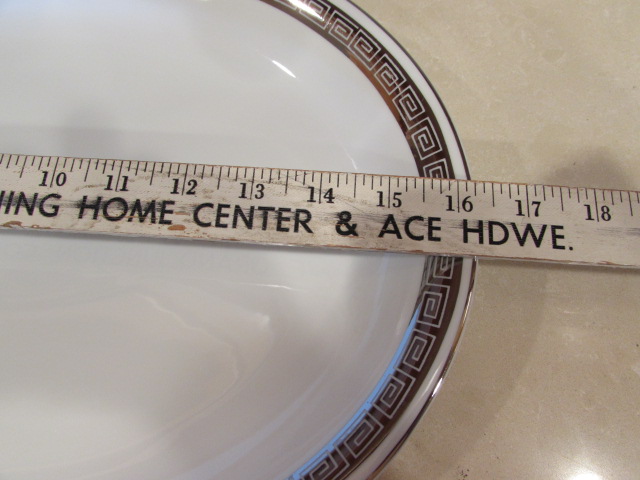 10 11 12 13 14 15 16 17 18
HOME CENTER & ACE HDWE.